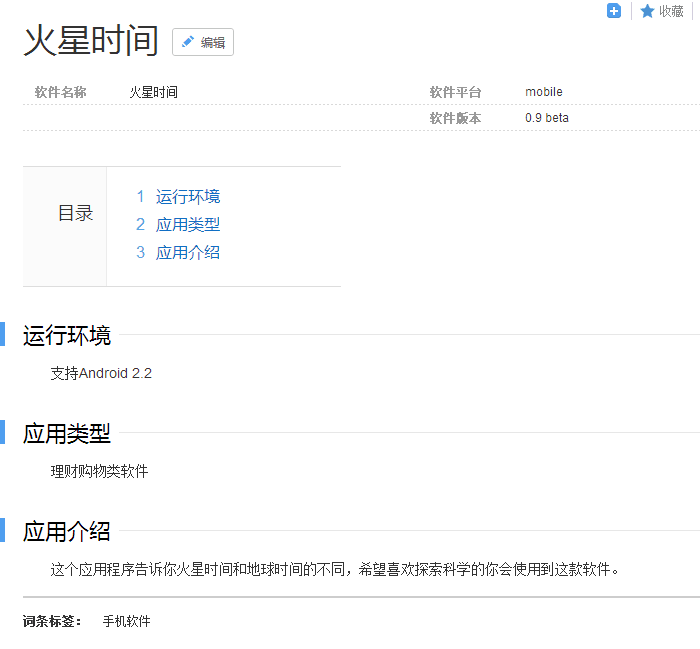 收藏
火星时间
编辑
软件名称 火星时间 软件平台 mobile
软件版本 0.9 beta
目录
1 运行环境
2 应用类型
3 应用介绍
运行环境
支持Android 2.2
应用类型
理财购物类软件
应用介绍
这个应用程序告诉你火星时间和地球时间的不同，希望喜欢探索科学的你会使用到这款软件。
词条标签： 手机软件